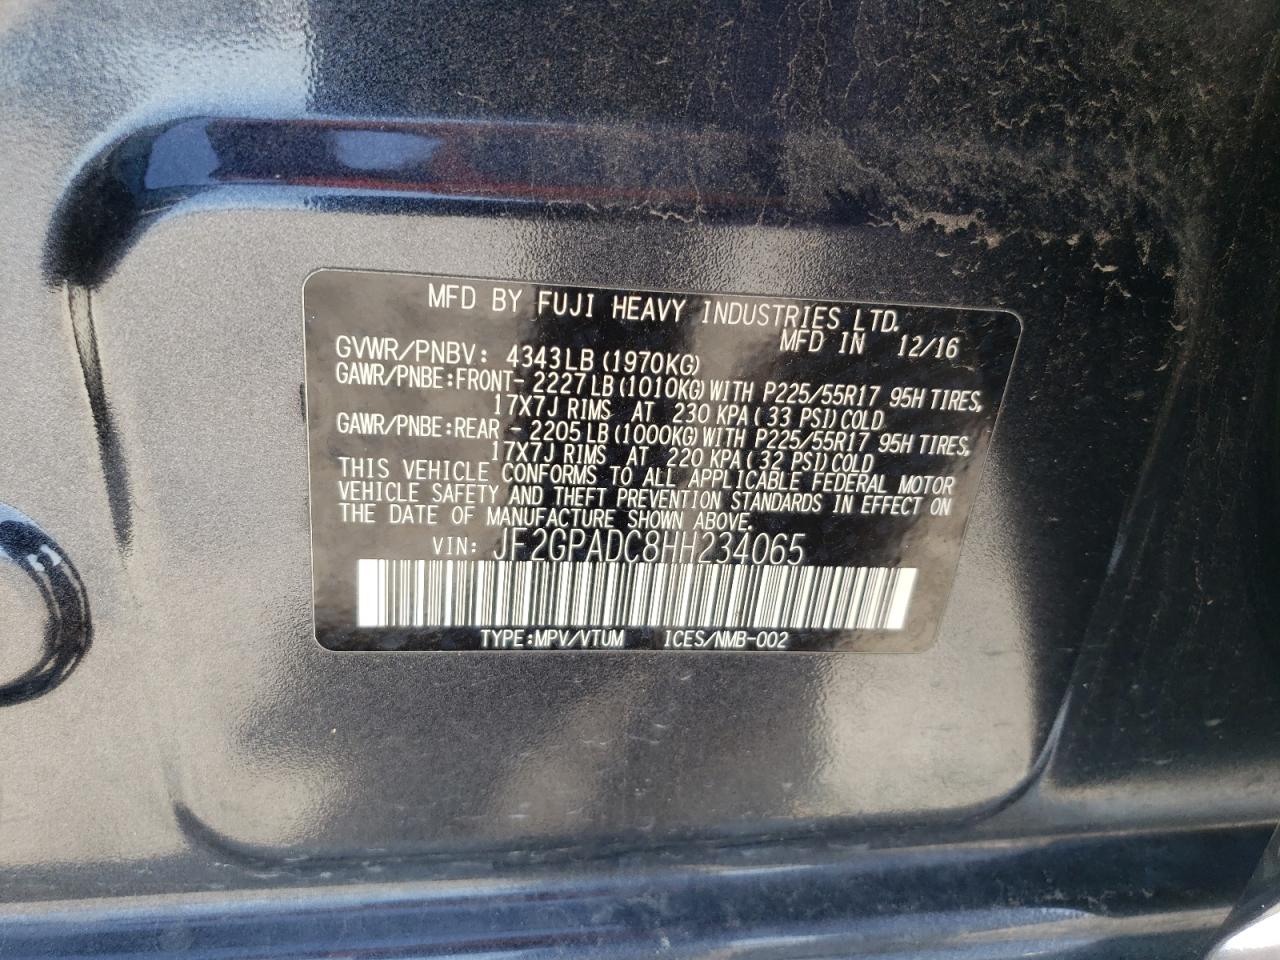 MFD BY FUJI HEAVY INDUSTRIES LTD.
MFD IN 12/16
GVWR/PNBV: 4343LB (1970KG)
GAWR/PNBE:FRONT- 2227LB(1010KG)WITH P225/55R17 95H TIRES,
17X7J RIMS AT 230 KPA(33 PSI)COLD
GAWR/PNBE:REAR - 2205LB(1000KG)WITH P225/55R17 95H TIRES,
17X7J RIMS AT 220 KPA(32 PSI)COLD
THIS VEHICLE CONFORMS TO ALL APPLICABLE FEDERAL MOTOR
VEHICLE SAFETY AND THEFT PREVENTION STANDARDS IN EFFECT ON
THE DATE OF MANUFACTURE SHOWN ABOVE.
VIN: JF2GPADC8HH234065
TYPE:MPV/VTUM ICES/NMB-002